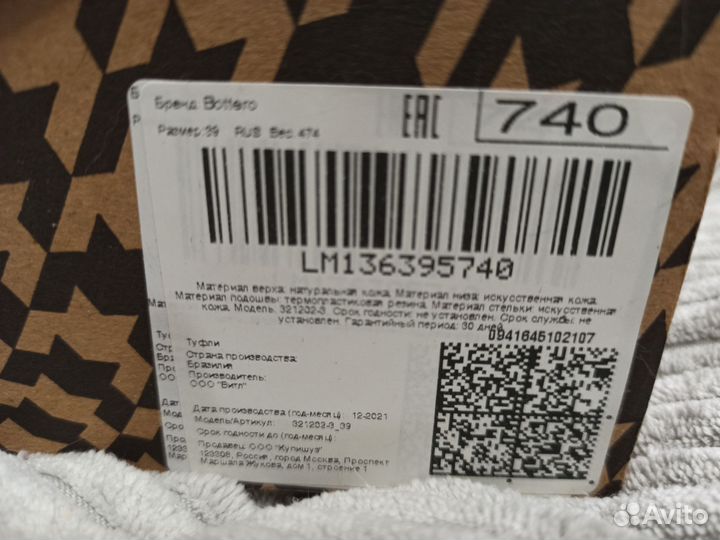 Бренд Bottero
EAC
740
Размер: 39 RUS Вес: 474
LM136395740
Материал верха: натуральная кожа. Материал низа: искусственная кожа.
Материал подошвы: термопластиковая резина. Материал стельки: искусственная
кожа. Модель: 321202-3. Срок годности: не установлен. Срок службы: не
установлен. Гарантийный период: 30 дней
0941645102107
Туфли
Страна производства:
Бразилия
Производитель:
ООО "Витл"
Дата производства (год-месяц): 12-2021
Модель/Артикул: 321202-3_39
Срок годности до (год-месяц):
Продавец: ООО "Купишуз"
123308, Россия, город Москва, Проспект
Маршала Жукова, дом 1, строение 1
Avito